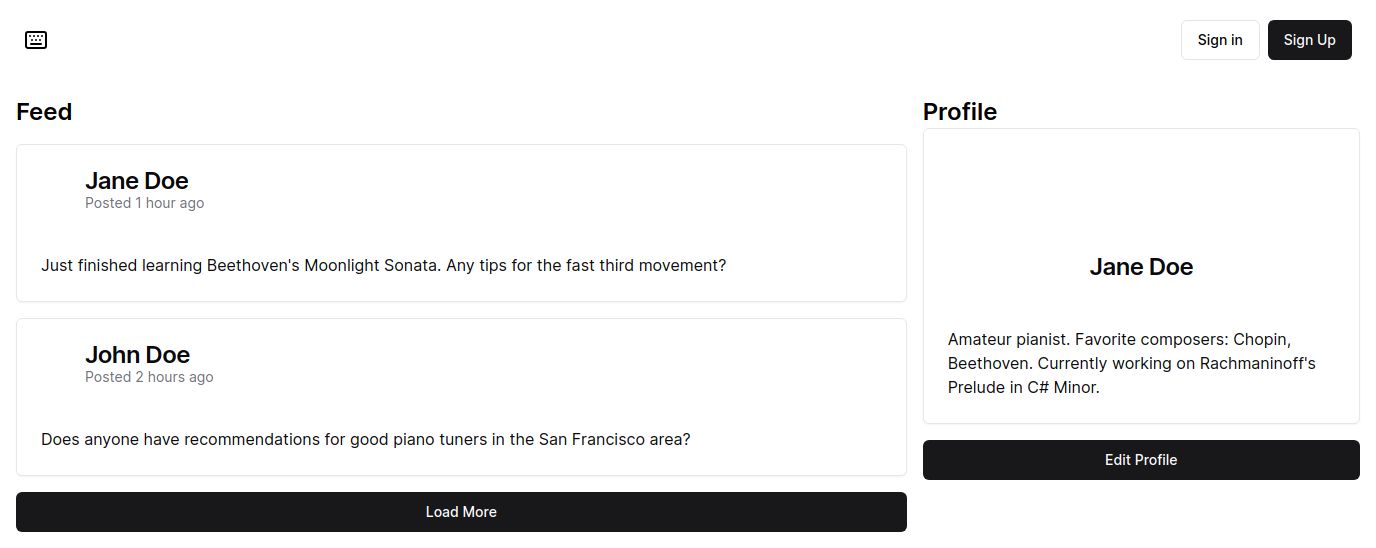 Sign in
Sign Up
Feed
Jane Doe
Posted 1 hour ago
Just finished learning Beethoven's Moonlight Sonata. Any tips for the fast third movement?
John Doe
Posted 2 hours ago
Does anyone have recommendations for good piano tuners in the San Francisco area?
Load More
Profile
Jane Doe
Amateur pianist. Favorite composers: Chopin,
Beethoven. Currently working on Rachmaninoff's
Prelude in C# Minor.
Edit Profile